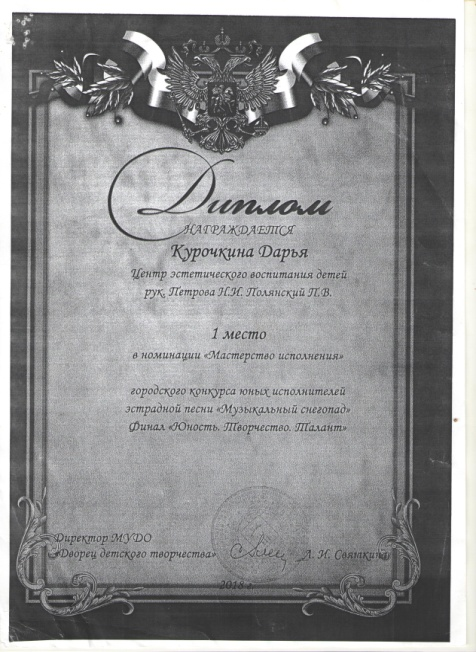 Диплом
НАГРАЖДАЕТСЯ
Курочкина Дарья
Центр эстетического воспитания детей
рук. Петрова Н.И. Полянский П.В.
1 место
в номинации «Мастерство исполнения»
городского конкурса юных исполнителей
эстрадной песни «Музыкальный снегопад»
Финал «Юность. Творчество. Талант»
Директор МУДО
«Дворец детского творчества» Л. И. Связкина
2018 г.